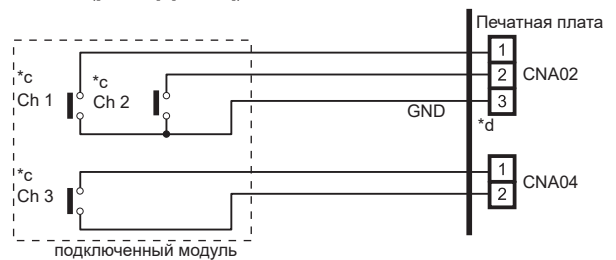 Печатная плата
1
*c
*c
2
CNA02
Ch 1
Ch 2
3
GND
*d
*c
1
CNA04
Ch 3
2
подключенный модуль